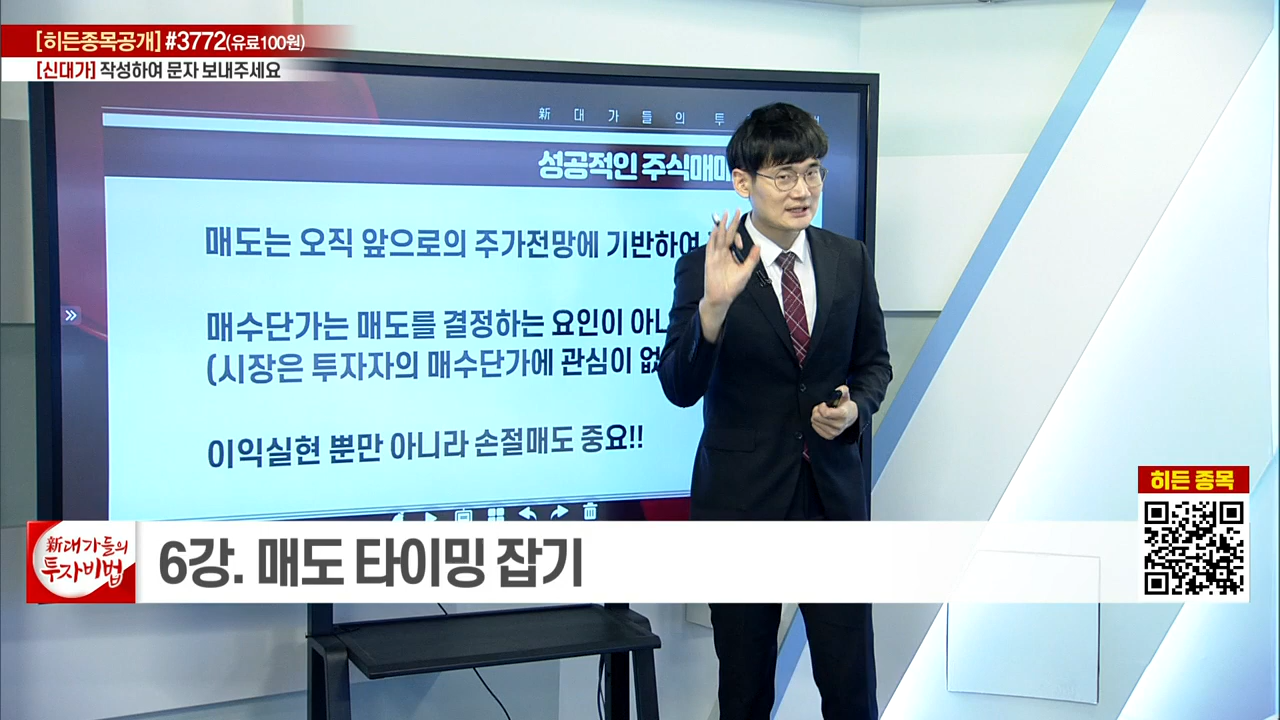 [히든종목공개] #3772(유료100원)
[신대가] 작성하여 문자 보내주세요
新 대 가 들 의 투
성공적인 주식매매
매도는 오직 앞으로의 주가전망에 기반하여
매수단가는 매도를 결정하는 요인이 아니
(시장은 투자자의 매수단가에 관심이 없
이익실현 뿐만 아니라 손절매도 중요!!
히든 종목
新대가들의
투자비법
6강. 매도 타이밍 잡기